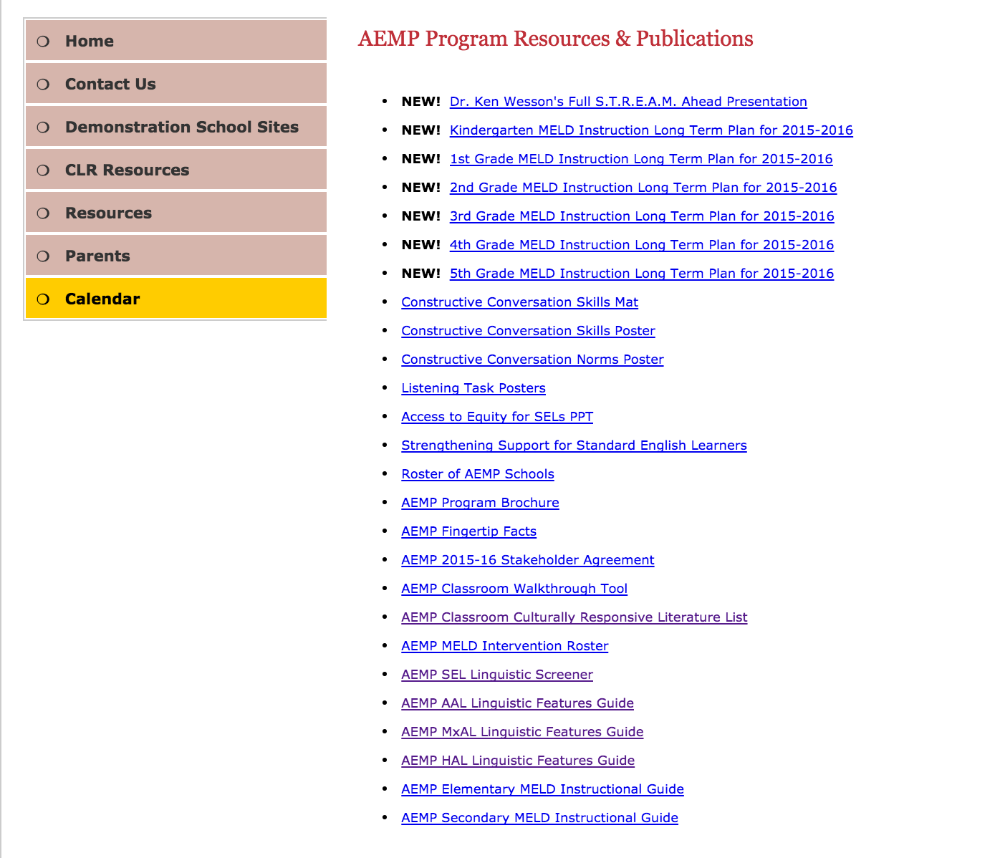 Home
Contact Us
Demonstration School Sites
CLR Resources
Resources
Parents
Calendar
AEMP Program Resources & Publications
NEW! Dr. Ken Wesson's Full S.T.R.E.A.M. Ahead Presentation
NEW! Kindergarten MELD Instruction Long Term Plan for 2015-2016
NEW! 1st Grade MELD Instruction Long Term Plan for 2015-2016
NEW! 2nd Grade MELD Instruction Long Term Plan for 2015-2016
NEW! 3rd Grade MELD Instruction Long Term Plan for 2015-2016
NEW! 4th Grade MELD Instruction Long Term Plan for 2015-2016
NEW! 5th Grade MELD Instruction Long Term Plan for 2015-2016
Constructive Conversation Skills Mat
Constructive Conversation Skills Poster
Constructive Conversation Norms Poster
Listening Task Posters
Access to Equity for SELs PPT
Strengthening Support for Standard English Learners
Roster of AEMP Schools
AEMP Program Brochure
AEMP Fingertip Facts
AEMP 2015-16 Stakeholder Agreement
AEMP Classroom Walkthrough Tool
AEMP Classroom Culturally Responsive Literature List
AEMP MELD Intervention Roster
AEMP SEL Linguistic Screener
AEMP AAL Linguistic Features Guide
AEMP MxAL Linguistic Features Guide
AEMP HAL Linguistic Features Guide
AEMP Elementary MELD Instructional Guide
AEMP Secondary MELD Instructional Guide